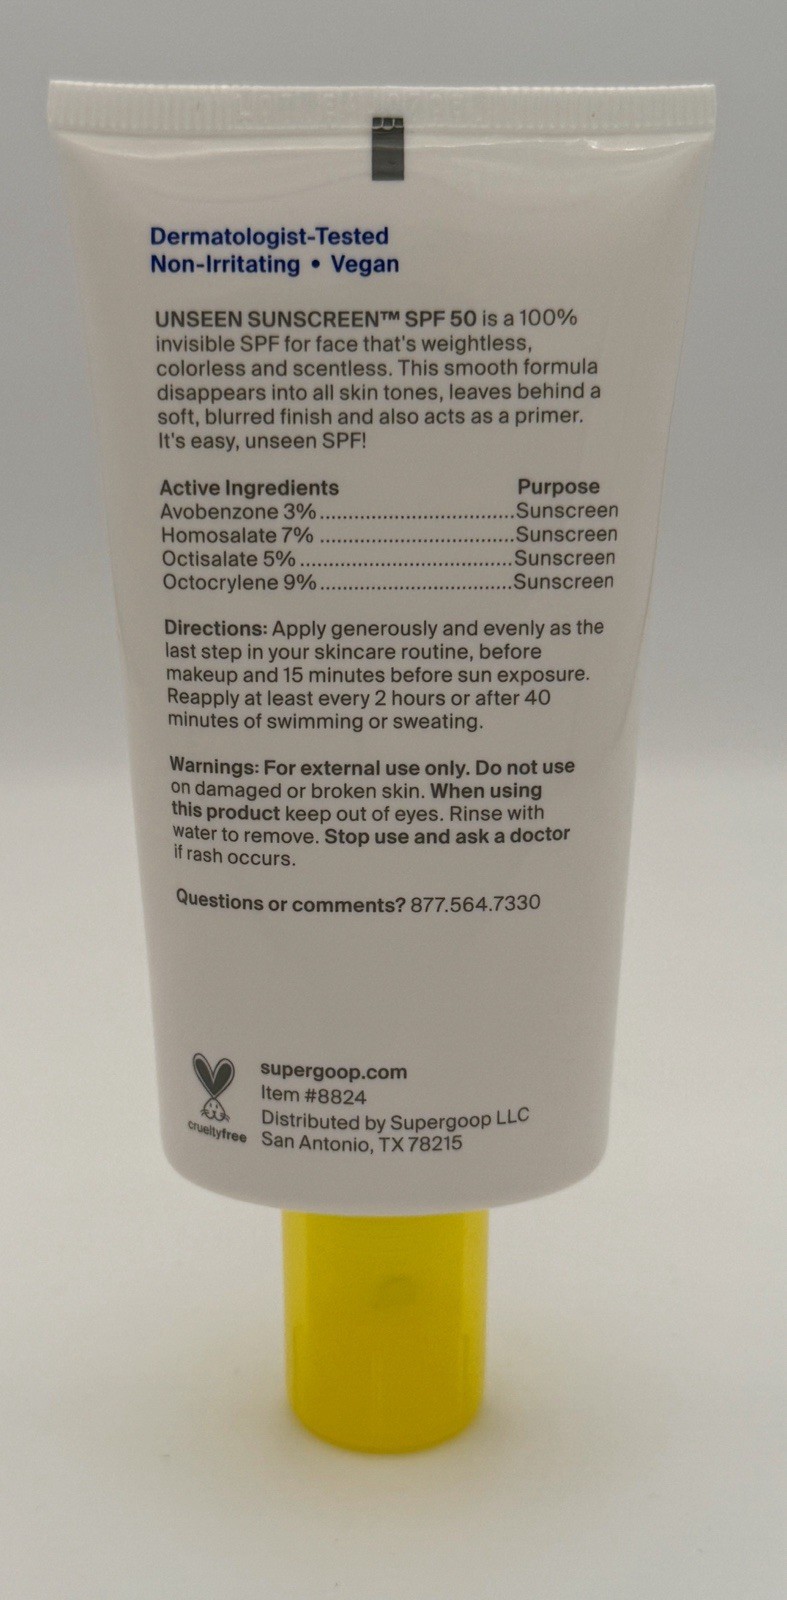 Dermatologist-Tested
Non-Irritating • Vegan
UNSEEN SUNSCREEN™ SPF 50 is a 100%
invisible SPF for face that's weightless,
colorless and scentless. This smooth formula
disappears into all skin tones, leaves behind a
soft, blurred finish and also acts as a primer.
It's easy, unseen SPF!
Active Ingredients Purpose
Avobenzone 3%................................Sunscreen
Homosalate 7% ................................Sunscreen
Octisalate 5%...................................Sunscreen
Octocrylene 9%................................Sunscreen
Directions: Apply generously and evenly as the
last step in your skincare routine, before
makeup and 15 minutes before sun exposure.
Reapply at least every 2 hours or after 40
minutes of swimming or sweating.
Warnings: For external use only. Do not use
on damaged or broken skin. When using
this product keep out of eyes. Rinse with
water to remove. Stop use and ask a doctor
if rash occurs.
Questions or comments? 877.564.7330
supergoop.com
Item #8824
Distributed by Supergoop LLC
San Antonio, TX 78215
crueltyfree